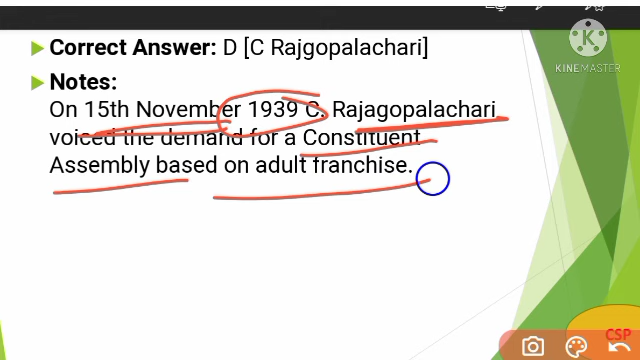 Correct Answer: D [C Rajgopalachari]
Notes:
On 15th November 1939 C. Rajagopalachari
voiced the demand for a Constituent
Assembly based on adult franchise.
KINEMASTER
CSP